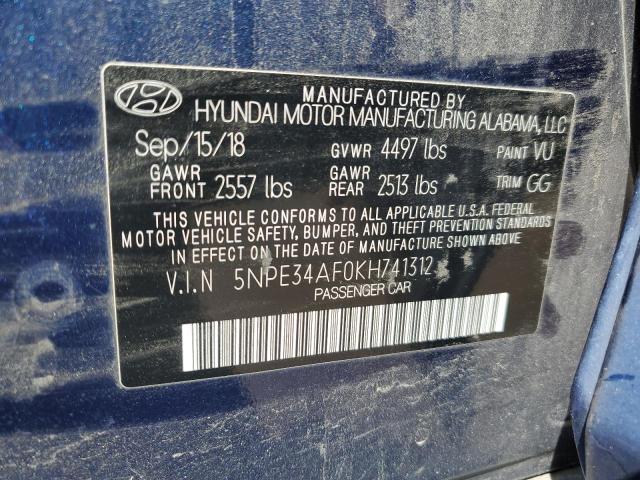 MANUFACTURED BY
HYUNDAI MOTOR MANUFACTURING ALABAMA, LLC
Sep/15/18 GVWR 4497 lbs PAINT VU
GAWR FRONT 2557 lbs GAWR REAR 2513 lbs TRIM GG
THIS VEHICLE CONFORMS TO ALL APPLICABLE U.S.A. FEDERAL
MOTOR VEHICLE SAFETY, BUMPER, AND THEFT PREVENTION STANDARDS
IN EFFECT ON THE DATE OF MANUFACTURE SHOWN ABOVE.
V.I.N 5NPE34AF0KH741312
PASSENGER CAR